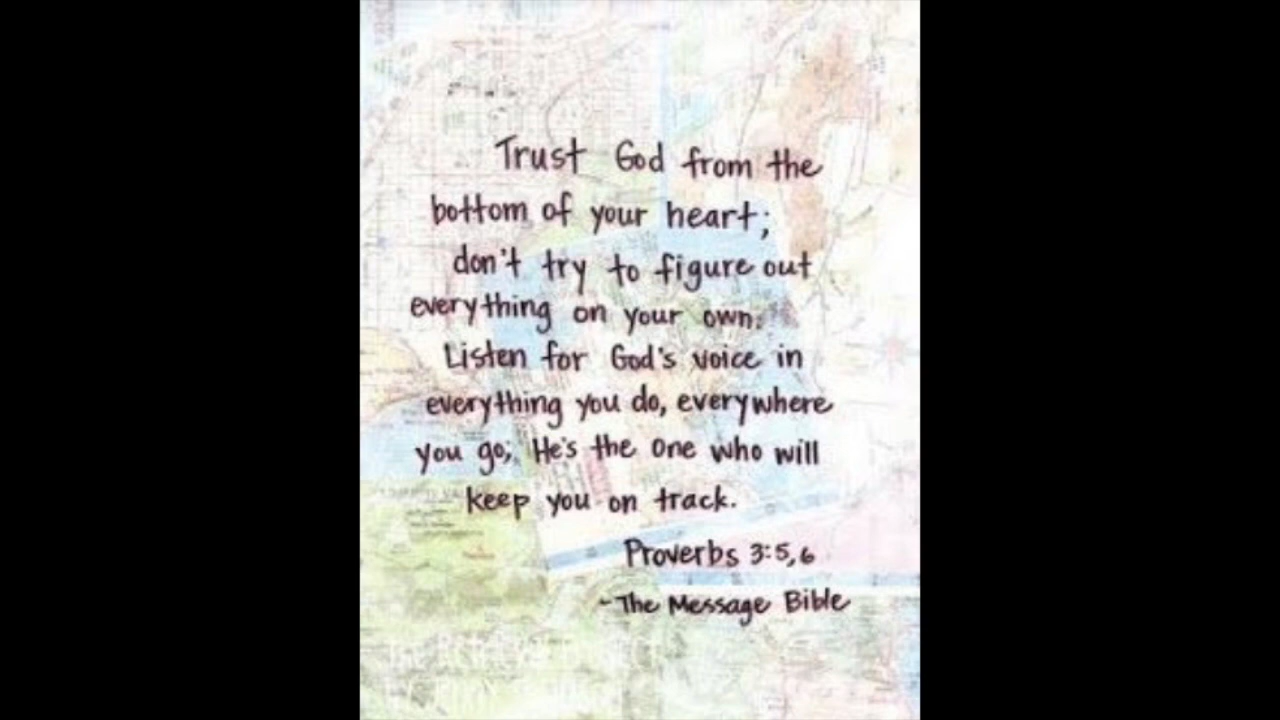 Trust God from the
bottom of your heart;
don't try to figure out
everything on your own.
Listen for God's voice in
everything you do, everywhere
you go; He's the one who will
keep you on track.
Proverbs 3:5,6
-The Message Bible